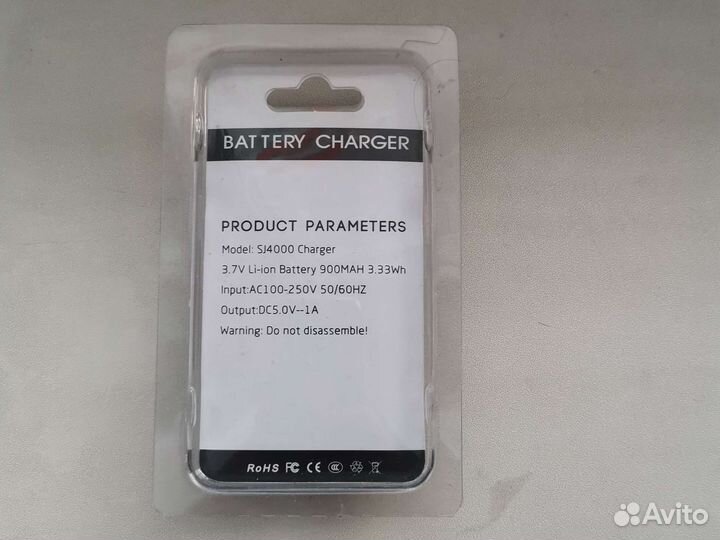 BATTERY CHARGER
PRODUCT PARAMETERS
Model: SJ4000 Charger
3.7V Li-ion Battery 900MAH 3.33Wh
Input:AC100-250V 50/60HZ
Output:DC5.0V--1A
Warning: Do not disassemble!
RoHS FC CE CCC
Avito